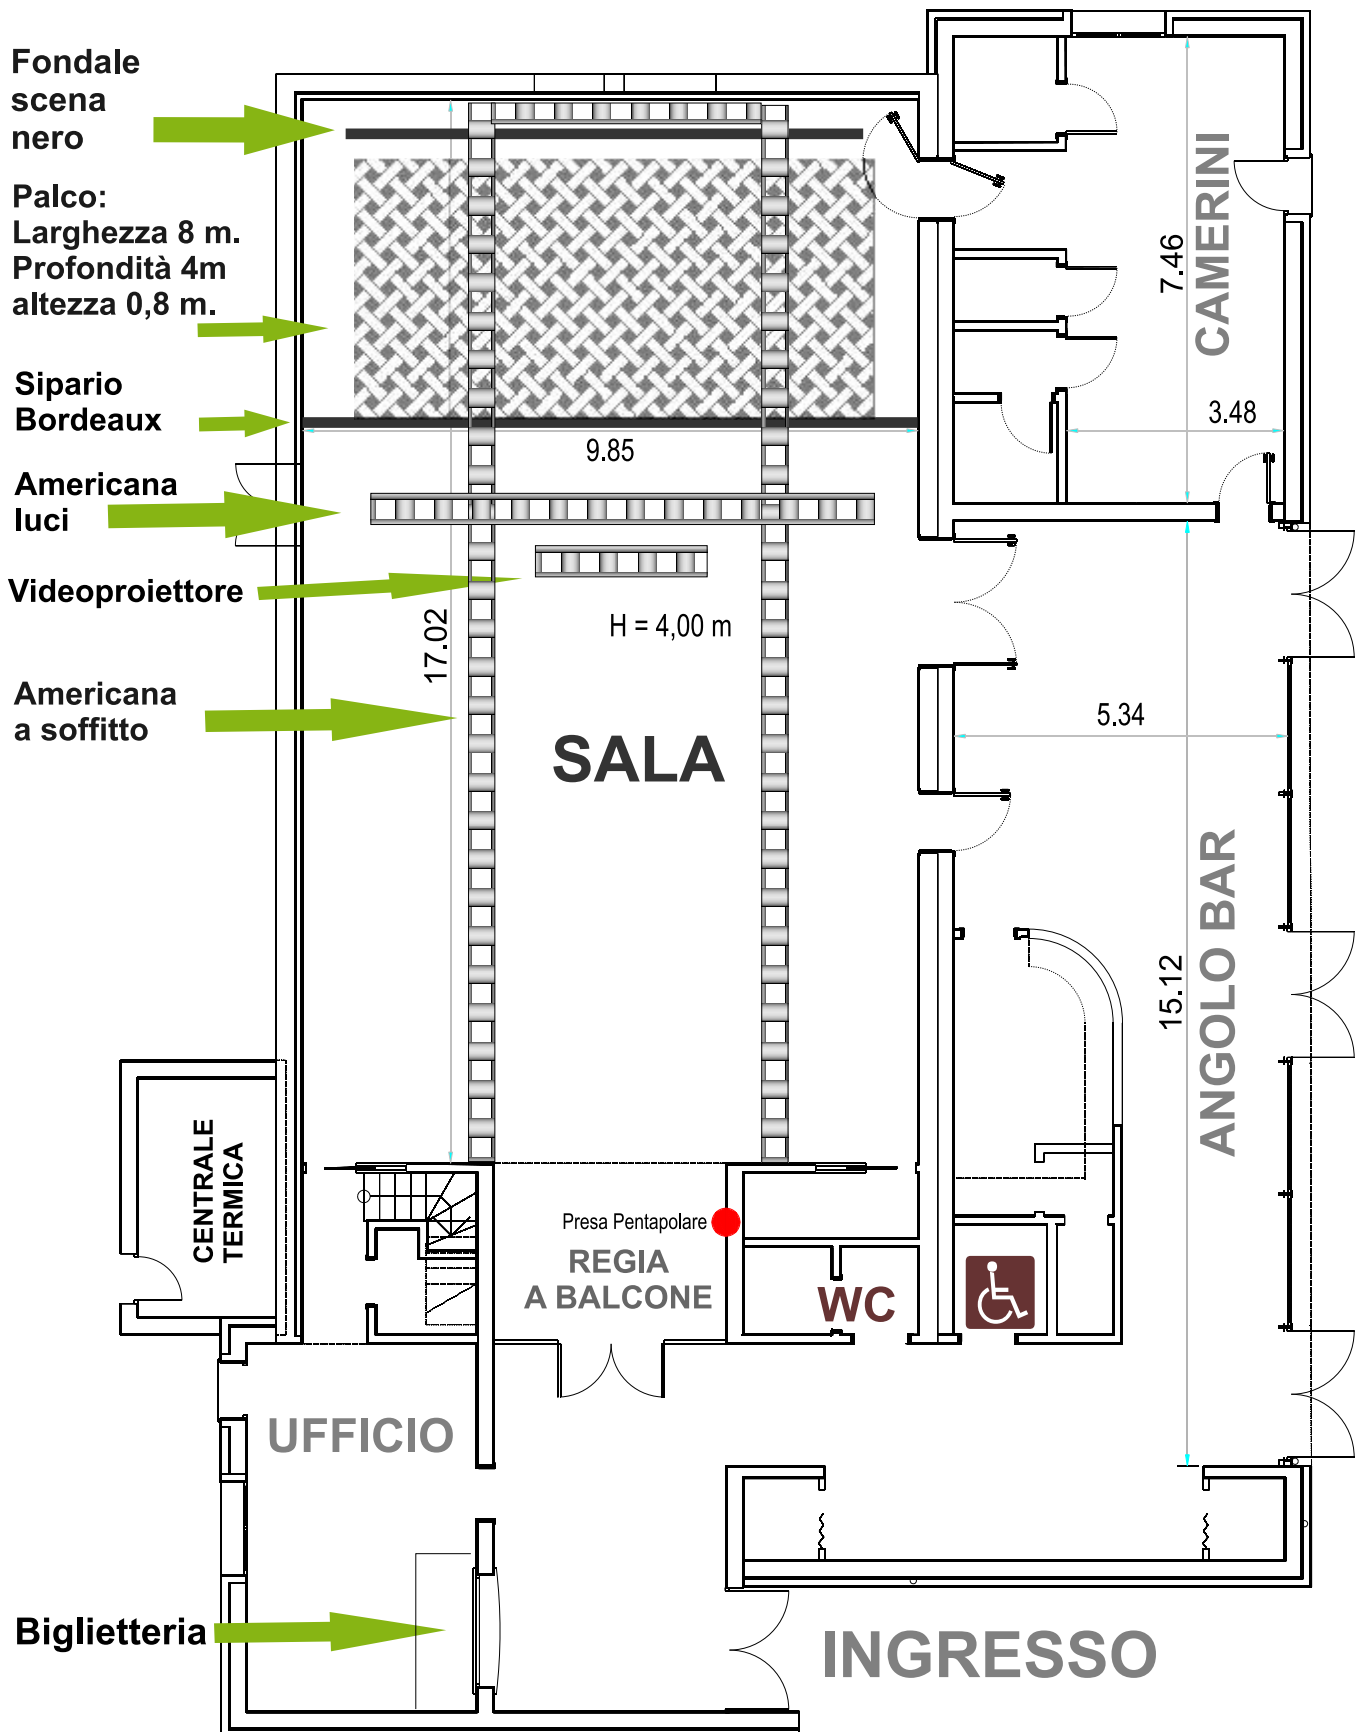 Fondale
scena
nero
Palco:
Larghezza 8 m.
Profondità 4m
altezza 0,8 m.
Sipario
Bordeaux
Americana
luci
Videoproiettore
Americana
a soffitto
9.85
17.02
H = 4,00 m
SALA
7.46
CAMERINI
3.48
5.34
15.12
ANGOLO BAR
CENTRALE
TERMICA
Presa Pentapolare
REGIA
A BALCONE
WC
UFFICIO
Biglietteria
INGRESSO